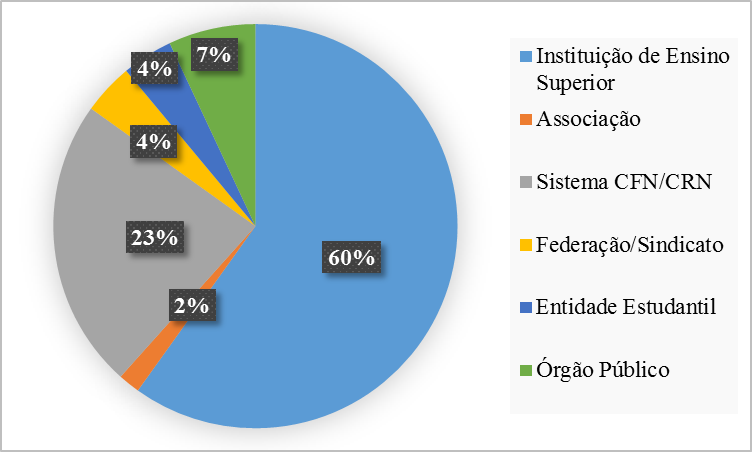 7%
4%
4%
23%
2%
60%
Instituição de Ensino
Superior
Associação
Sistema CFN/CRN
Federação/Sindicato
Entidade Estudantil
Órgão Público